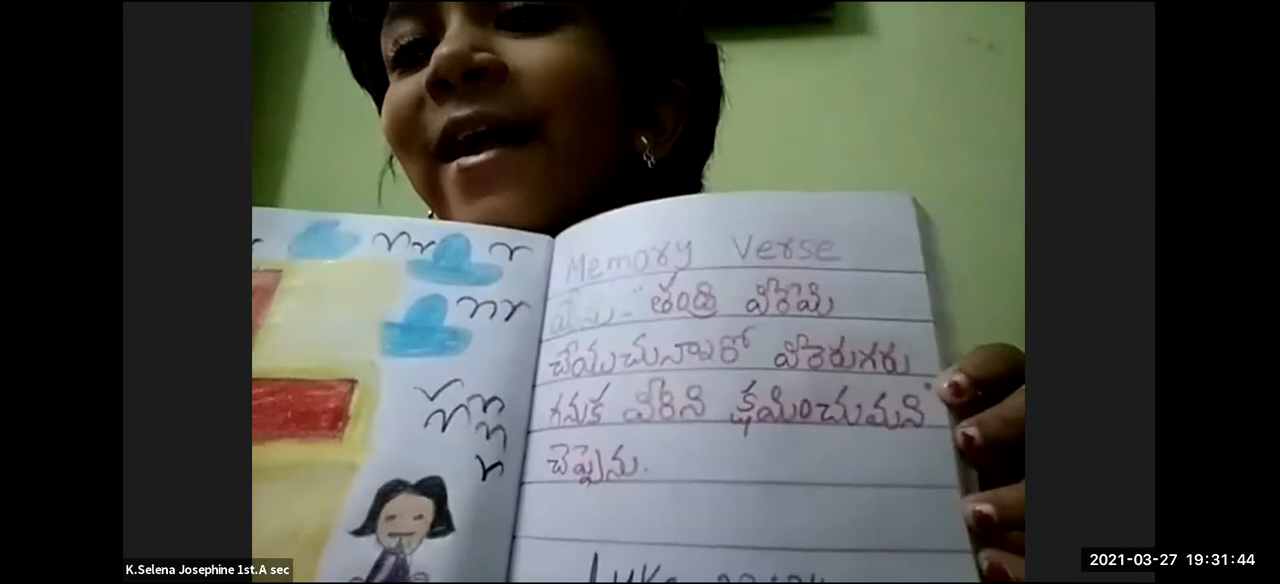 Memory Verse
యేసు - "తండ్రి వీరేమి
చేయుచున్నారో వీరెరుగరు
గనుక వీరిని క్షమించుమని"
చెప్పెను.
Luke
K.Selena Josephine 1st.A sec
2021-03-27 19:31:44